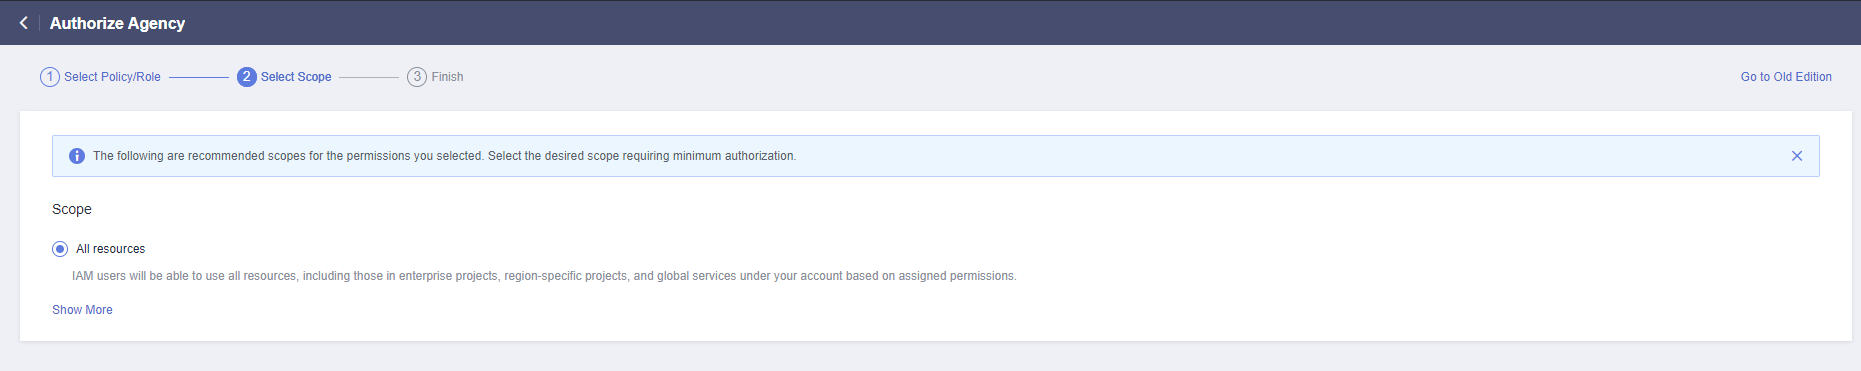 Authorize Agency
1 Select Policy/Role 2 Select Scope 3 Finish Go to Old Edition
The following are recommended scopes for the permissions you selected. Select the desired scope requiring minimum authorization.
Scope
All resources
IAM users will be able to use all resources, including those in enterprise projects, region-specific projects, and global services under your account based on assigned permissions.
Show More